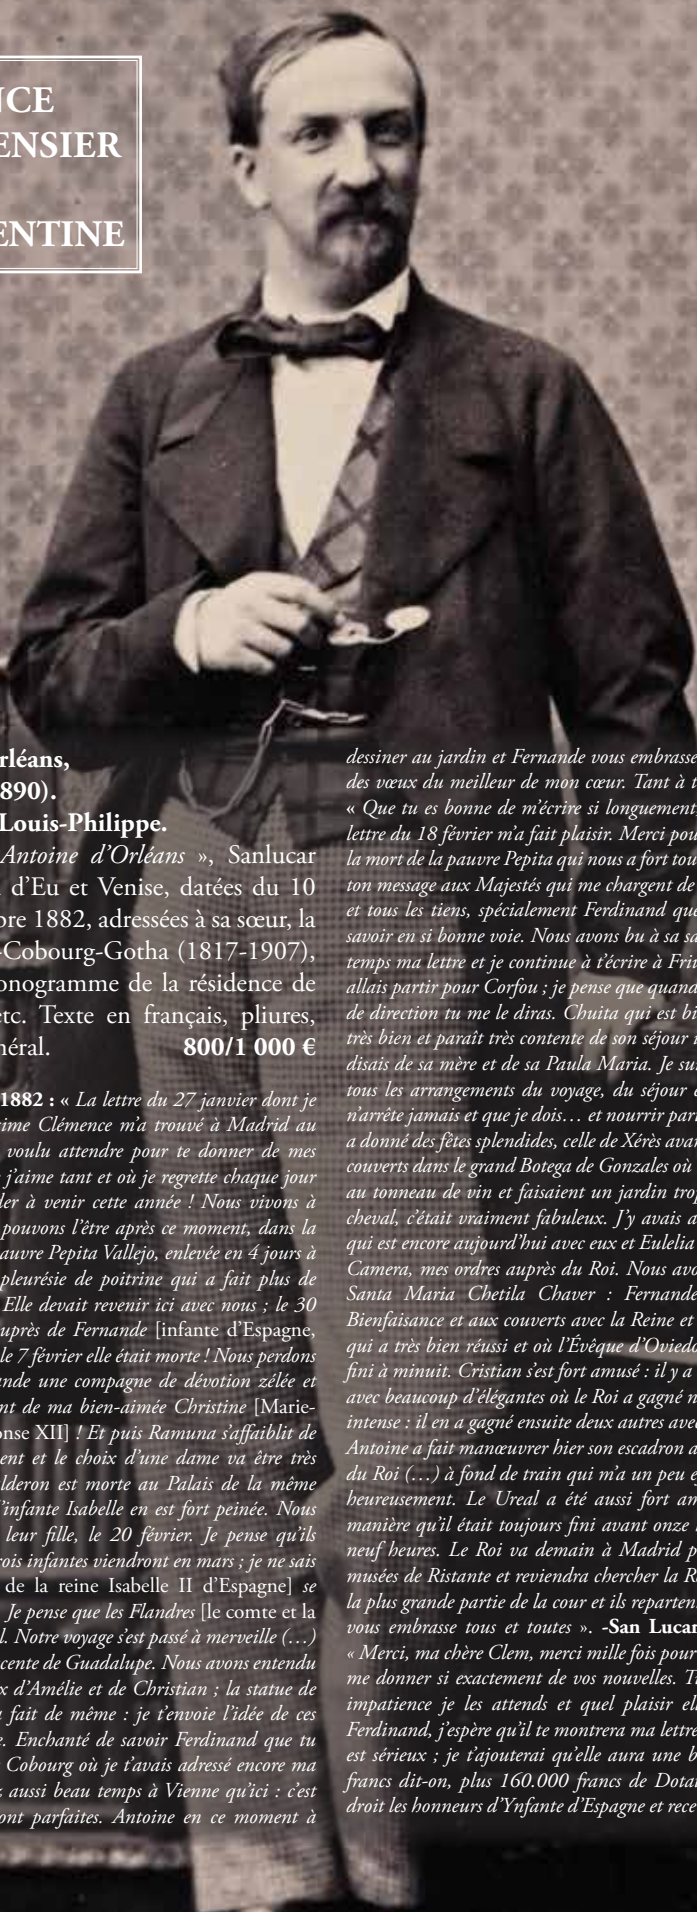 NCE
ENSIER
ENTINE
rléans,
890).
Louis-Philippe.
Antoine d’Orléans », Sanlucar
d’Eu et Venise, datées du 10
bre 1882, adressées à sa sœur, la
-Cobourg-Gotha (1817-1907),
onogramme de la résidence de
etc. Texte en français, pliures,
néral. 800/1 000 €
1882 : « La lettre du 27 janvier dont je
sime Clémence m’a trouvé à Madrid au
voulu attendre pour te donner de mes
j’aime tant et où je regrette chaque jour
der à venir cette année ! Nous vivons à
pouvons l’être après ce moment, dans la
auvre Pepita Vallejo, enlevée en 4 jours à
pleurésie de poitrine qui a fait plus de
Elle devait revenir ici avec nous ; le 30
uprès de Fernande [infante d’Espagne,
le 7 février elle était morte ! Nous perdons
nde une compagne de dévotion zélée et
nt de ma bien-aimée Christine [Marie-
onse XII] ! Et puis Ramuna s’affaiblit de
ent et le choix d’une dame va être très
lderon est morte au Palais de la même
’infante Isabelle en est fort peinée. Nous
leur fille, le 20 février. Je pense qu’ils
rois infantes viendront en mars ; je ne sais
de la reine Isabelle II d’Espagne] se
Je pense que les Flandres [le comte et la
l. Notre voyage s’est passé à merveille (…)
cente de Guadalupe. Nous avons entendu
x d’Amélie et de Christian ; la statue de
fait de même : je t’envoie l’idée de ces
e. Enchanté de savoir Ferdinand que tu
Cobourg où je t’avais adressé encore ma
z aussi beau temps à Vienne qu’ici : c’est
ont parfaites. Antoine en ce moment à
dessiner au jardin et Fernande vous embrasse
des vœux du meilleur de mon cœur. Tant à t
« Que tu es bonne de m’écrire si longuement,
lettre du 18 février m’a fait plaisir. Merci pou
la mort de la pauvre Pepita qui nous a fort tou
ton message aux Majestés qui me chargent de
et tous les tiens, spécialement Ferdinand que
savoir en si bonne voie. Nous avons bu à sa sa
temps ma lettre et je continue à t’écrire à Fri
allais partir pour Corfou ; je pense que quand
de direction tu me le diras. Chuita qui est bi
très bien et paraît très contente de son séjour i
disais de sa mère et de sa Paula Maria. Je su
tous les arrangements du voyage, du séjour d
n’arrête jamais et que je dois… et nourrir par
a donné des fêtes splendides, celle de Xérès avan
couverts dans le grand Botega de Gonzales où
au tonneau de vin et faisaient un jardin trop
cheval, c’était vraiment fabuleux. J’y avais a
qui est encore aujourd’hui avec eux et Eulelia
Camera, mes ordres auprès du Roi. Nous avo
Santa Maria Chetila Chaver : Fernande
Bienfaisance et aux couverts avec la Reine et
qui a très bien réussi et où l’Évêque d’Oviedo
fini à minuit. Cristian s’est fort amusé : il y a
avec beaucoup d’élégantes où le Roi a gagné n
intense : il en a gagné ensuite deux autres ave
Antoine a fait manœuvrer hier son escadron a
du Roi (…) à fond de train qui m’a un peu e
heureusement. Le Ureal a été aussi fort am
manière qu’il était toujours fini avant onze
neuf heures. Le Roi va demain à Madrid p
musées de Ristante et reviendra chercher la R
la plus grande partie de la cour et ils reparten
vous embrasse tous et toutes ». -San Lucar
« Merci, ma chère Clem, merci mille fois pour
me donner si exactement de vos nouvelles. T
impatience je les attends et quel plaisir ell
Ferdinand, j’espère qu’il te montrera ma lettre
est sérieux ; je t’ajouterai qu’elle aura une b
francs dit-on, plus 160.000 francs de Dota
droit les honneurs d’Ynfante d’Espagne et rece